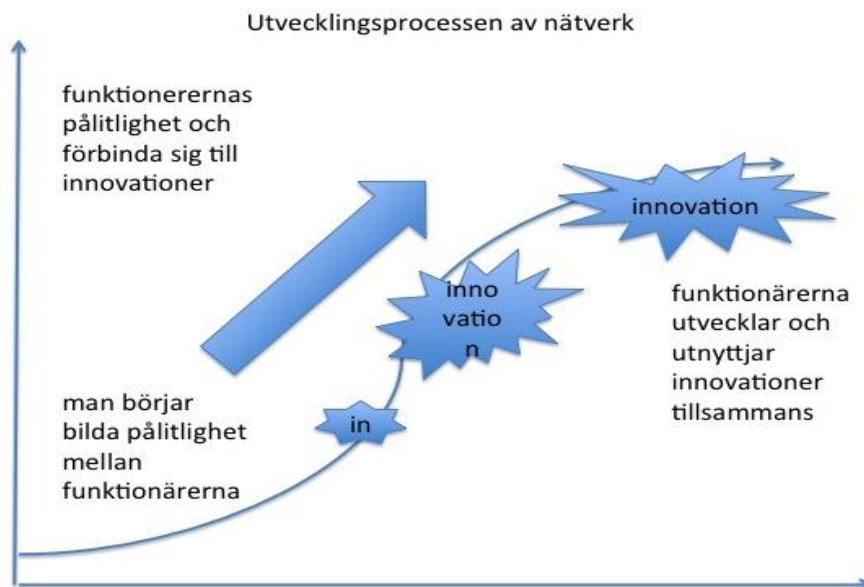 Utvecklingsprocessen av nätverk
funktionerernas
pålitlighet och
förbinda sig till
innovationer
innovation
inno
vatio
n
funktionärerna
utvecklar och
utnyttjar
innovationer
tillsammans
man börjar
bilda pålitlighet
mellan
funktionärerna
in